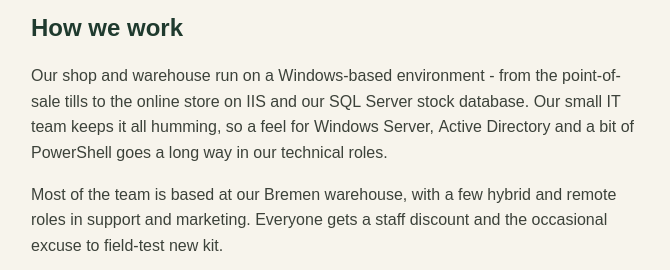 How we work
Our shop and warehouse run on a Windows-based environment - from the point-of-
sale tills to the online store on IIS and our SQL Server stock database. Our small IT
team keeps it all humming, so a feel for Windows Server, Active Directory and a bit of
PowerShell goes a long way in our technical roles.
Most of the team is based at our Bremen warehouse, with a few hybrid and remote
roles in support and marketing. Everyone gets a staff discount and the occasional
excuse to field-test new kit.